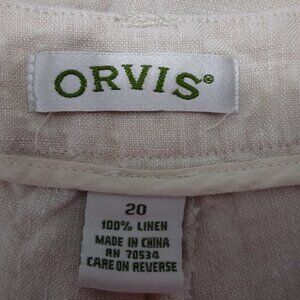 ORVIS®
20
100% LINEN
MADE IN CHINA
RN 70534
CARE ON REVERSE